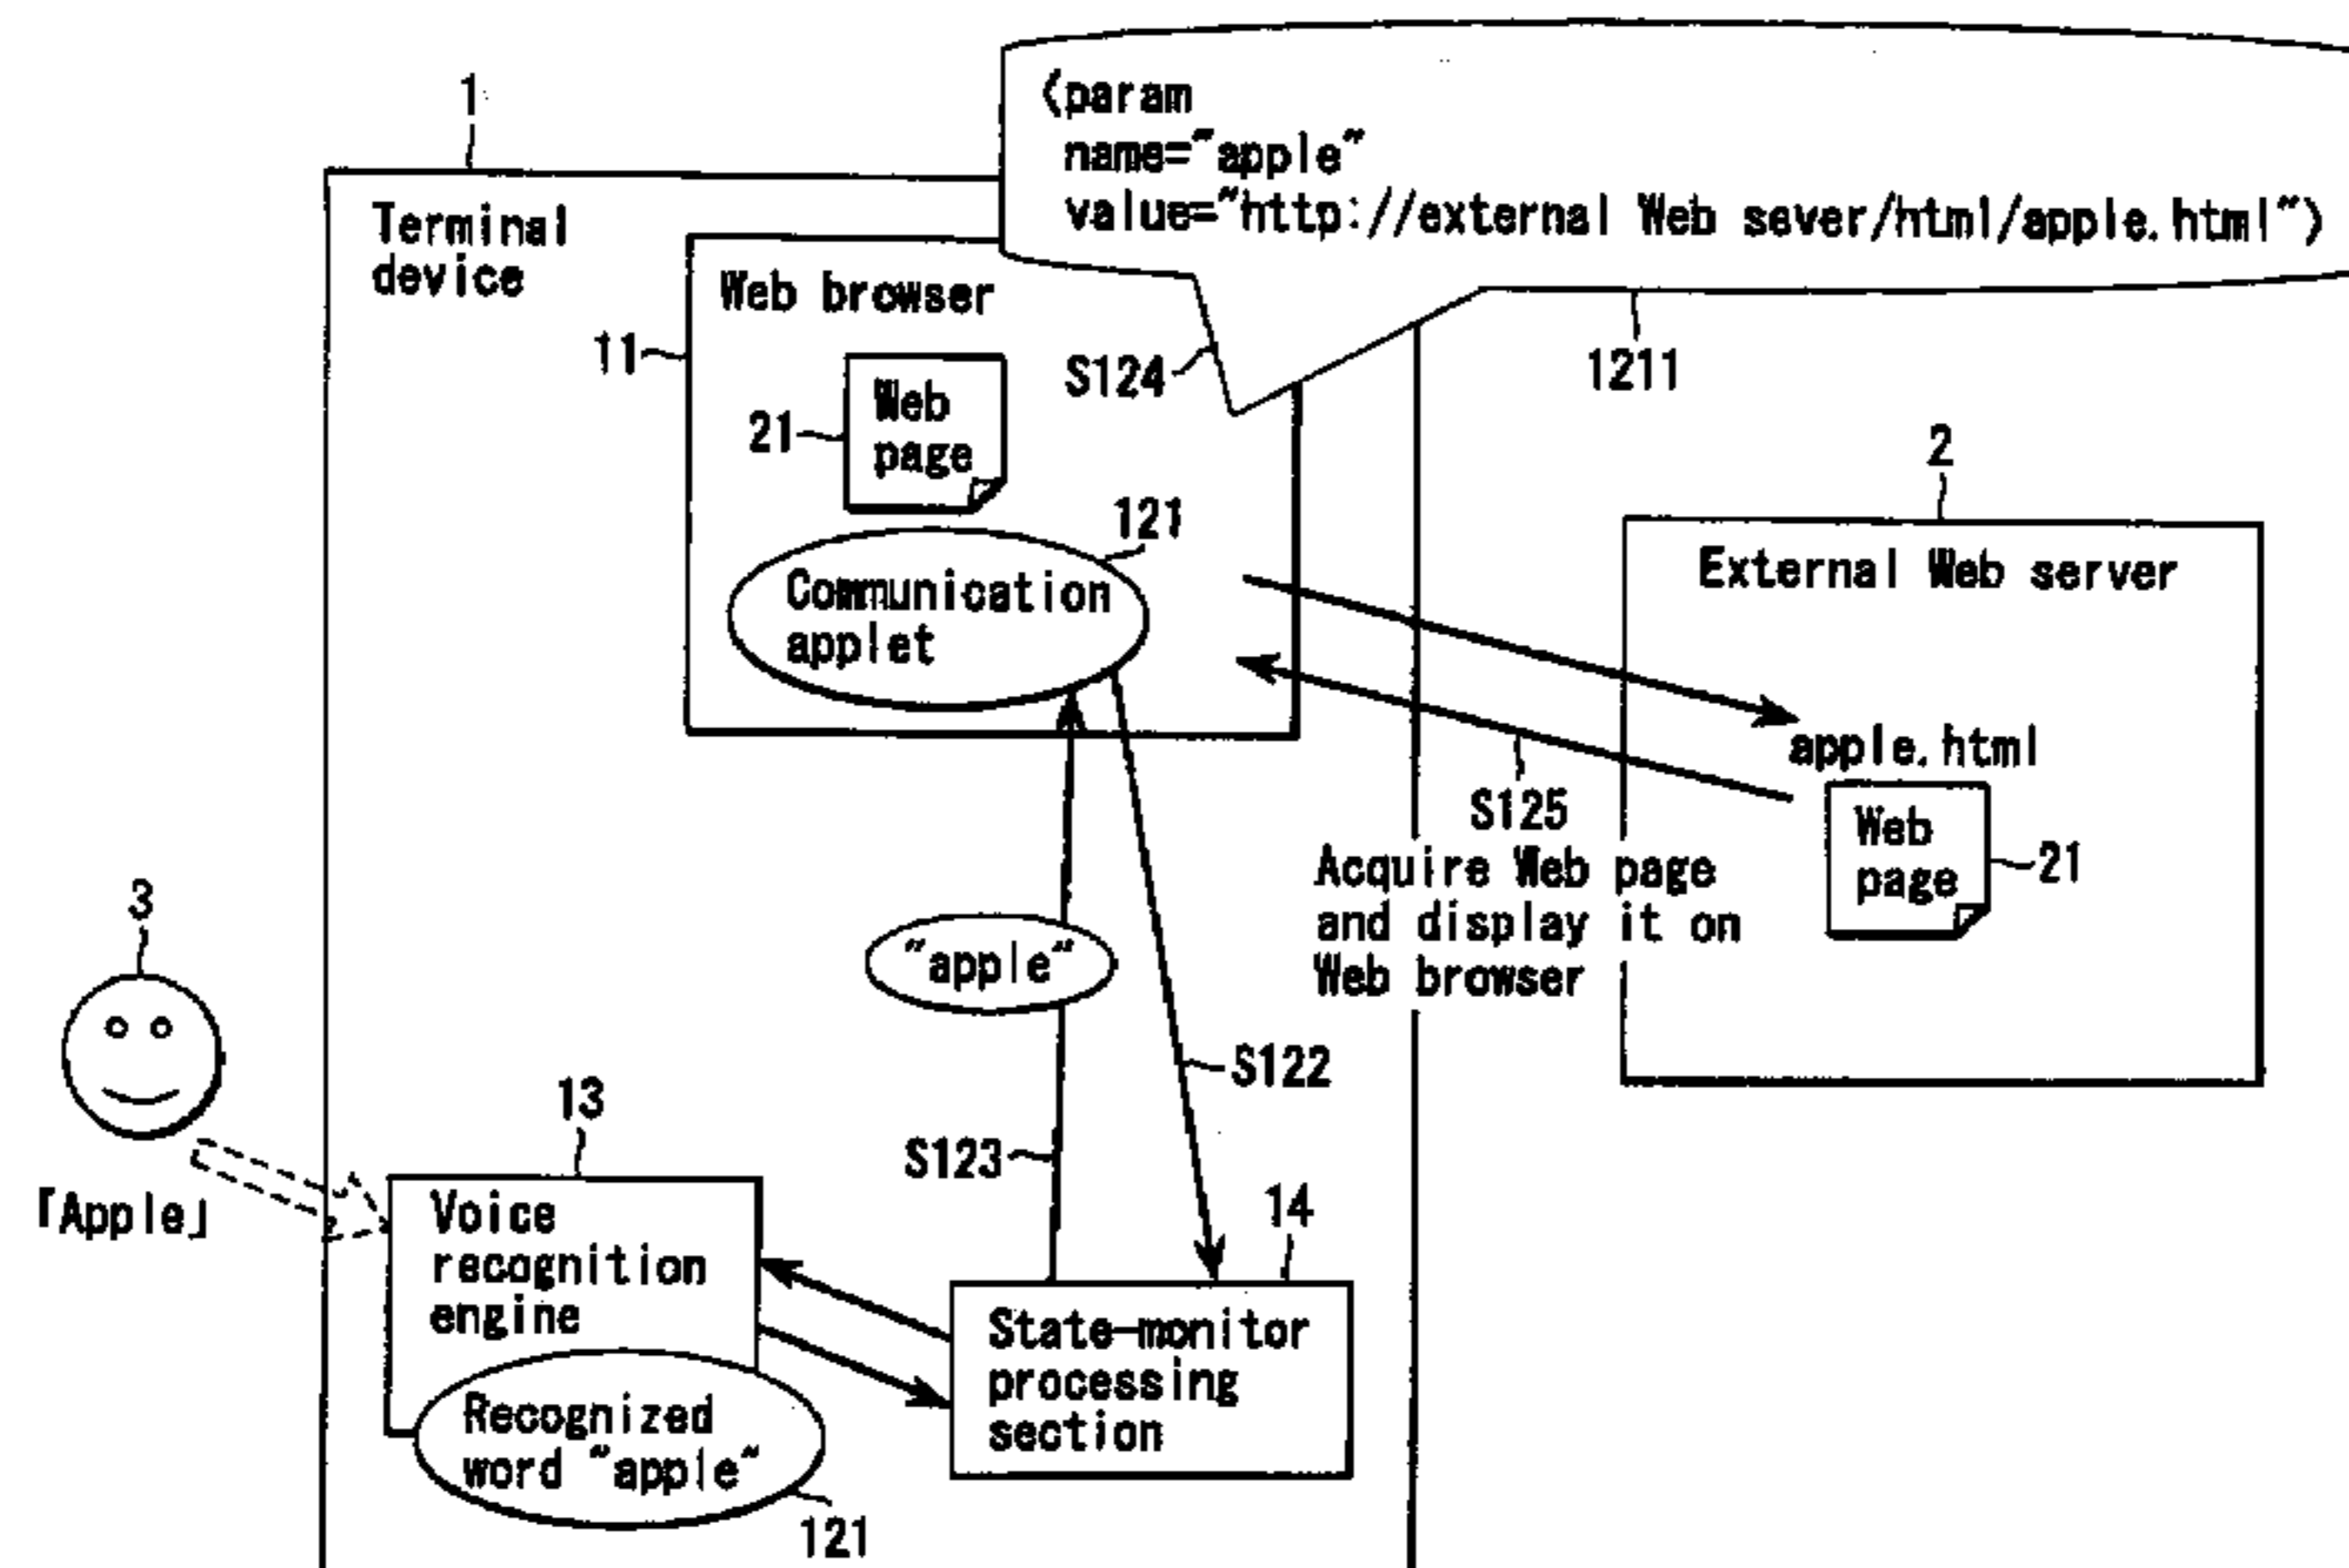 1
(param
name="apple"
value="http://external Web sever/html/apple.html")
Terminal
device
Web browser
11
S124
1211
21
Web
page
2
121
External Web server
Communication
applet
apple.html
S125
Web
page
21
Acquire Web page
and display it on
Web browser
3
"apple"
S122
13
S123
「Apple」
14
Voice
recognition
engine
State-monitor
processing
section
Recognized
word "apple"
121